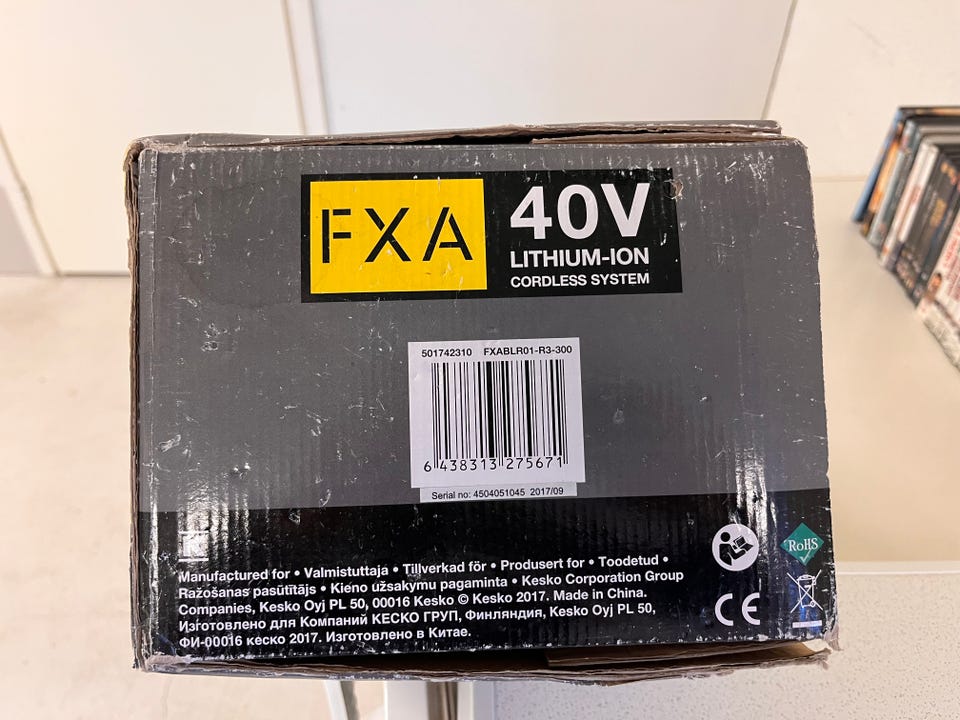 FXA
40V
LITHIUM-ION
CORDLESS SYSTEM
501742310 FXABLR01-R3-300
6 438313 275671
Serial no: 4504051045 2017/09
K
RoHS
Manufactured for • Valmistuttaja • Tillverkad för • Produsert for • Toodetud •
Ražošanas pasūtītājs • Kieno užsakymu pagaminta • Kesko Corporation Group
Companies, Kesko Oyj PL 50, 00016 Kesko © Kesko 2017. Made in China.
Изготовлено для Компаний КЕСКО ГРУП, Финляндия, Kesko Oyj PL 50,
ФИ-00016 кеско 2017. Изготовлено в Китае.
CE